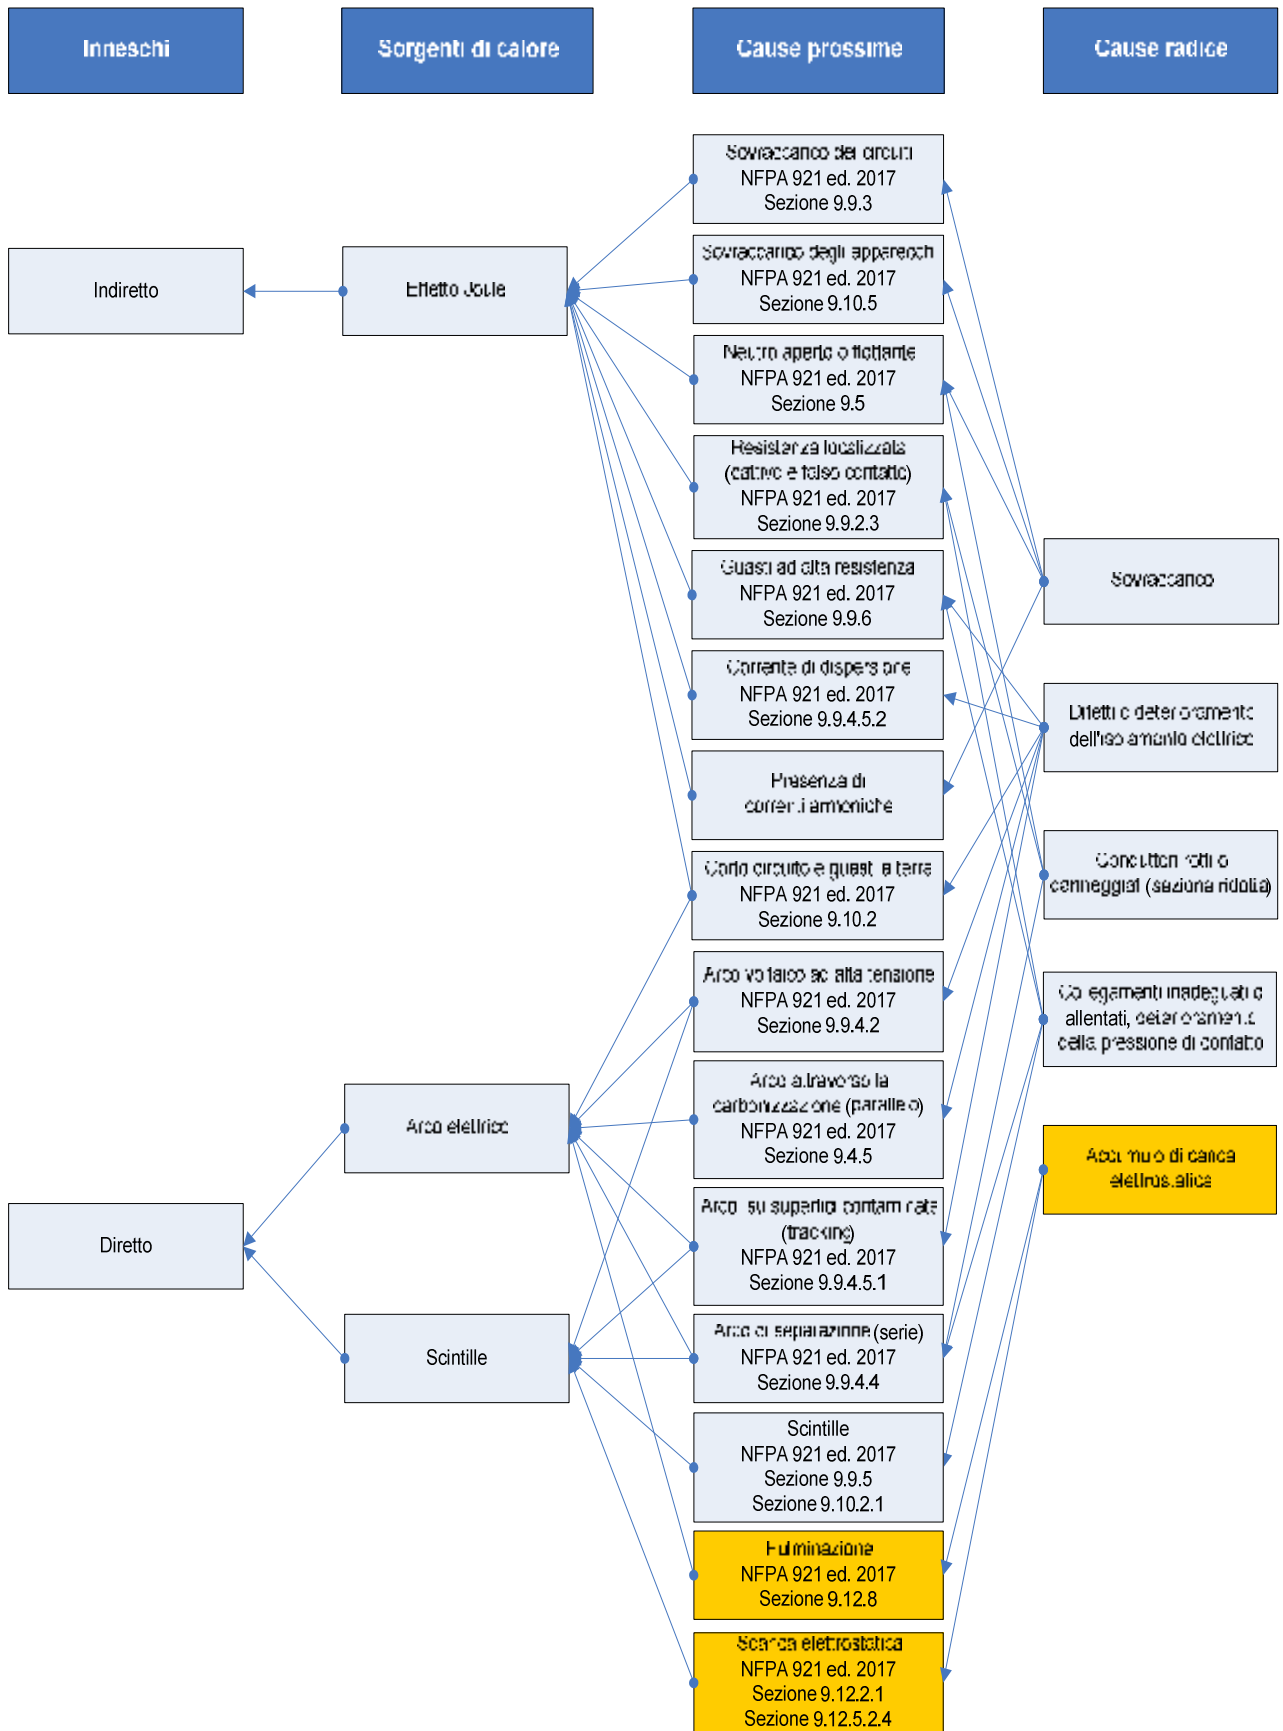 Inneschi
Sorgenti di calore
Cause prossime
Cause radice
Sovraccarico dei circuiti
NFPA 921 ed. 2017
Sezione 9.9.3
Sovraccarico degli apparecchi
NFPA 921 ed. 2017
Sezione 9.10.5
Indiretto
Effetto Joule
Neutro aperto o flottante
NFPA 921 ed. 2017
Sezione 9.5
Resistenza localizzata
(cattivo e falso contatto)
NFPA 921 ed. 2017
Sezione 9.9.2.3
Guasti ad alta resistenza
NFPA 921 ed. 2017
Sezione 9.9.6
Sovraccarico
Corrente di dispersione
NFPA 921 ed. 2017
Sezione 9.9.4.5.2
Difetti o deterioramento
dell'isolamento elettrico
Presenza di
correnti armoniche
Conduttori rotti o
danneggiati (sezione ridotta)
Corto circuito e guasti a terra
NFPA 921 ed. 2017
Sezione 9.10.2
Arco voltaico ad alta tensione
NFPA 921 ed. 2017
Sezione 9.9.4.2
Collegamenti inadeguati o
allentati, deterioramento
della pressione di contatto
Arco attraverso la
carbonizzazione (parallelo)
NFPA 921 ed. 2017
Sezione 9.4.5
Arco elettrico
Accumulo di carica
elettrostatica
Arco su superfici contaminate
(tracking)
NFPA 921 ed. 2017
Sezione 9.9.4.5.1
Diretto
Scintille
Arco di separazione (serie)
NFPA 921 ed. 2017
Sezione 9.9.4.4
Scintille
NFPA 921 ed. 2017
Sezione 9.9.5
Sezione 9.10.2.1
Fulminazione
NFPA 921 ed. 2017
Sezione 9.12.8
Scarica elettrostatica
NFPA 921 ed. 2017
Sezione 9.12.2.1
Sezione 9.12.5.2.4